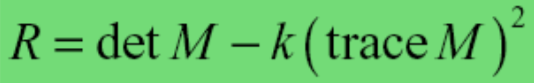 R = det M − k ( trace M )²